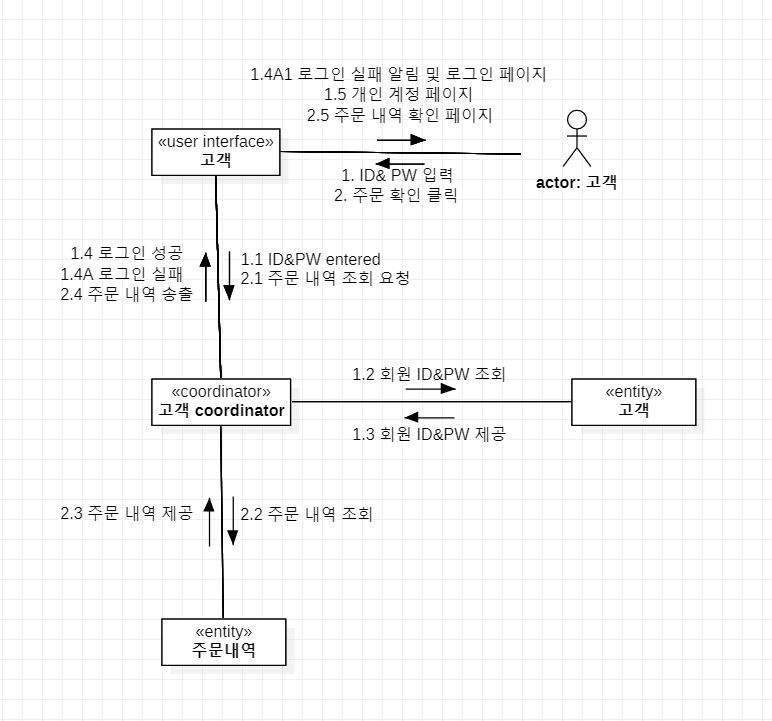 1.4A1 로그인 실패 알림 및 로그인 페이지
1.5 개인 계정 페이지
2.5 주문 내역 확인 페이지
«user interface»
고객
1. ID& PW 입력
2. 주문 확인 클릭
actor: 고객
1.4 로그인 성공
1.4A 로그인 실패
2.4 주문 내역 송출
1.1 ID&PW entered
2.1 주문 내역 조회 요청
«coordinator»
고객 coordinator
1.2 회원 ID&PW 조회
1.3 회원 ID&PW 제공
«entity»
고객
2.3 주문 내역 제공
2.2 주문 내역 조회
«entity»
주문내역